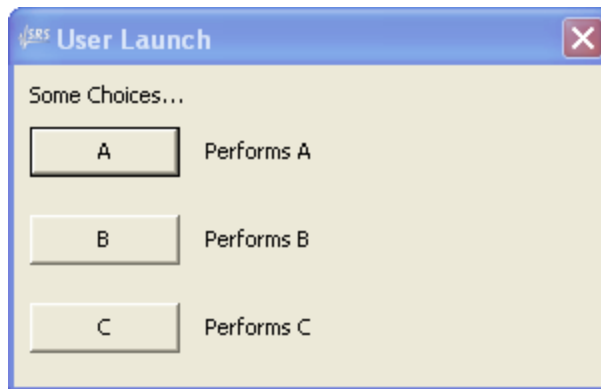 √SRS User Launch
Some Choices...
A Performs A
B Performs B
C Performs C